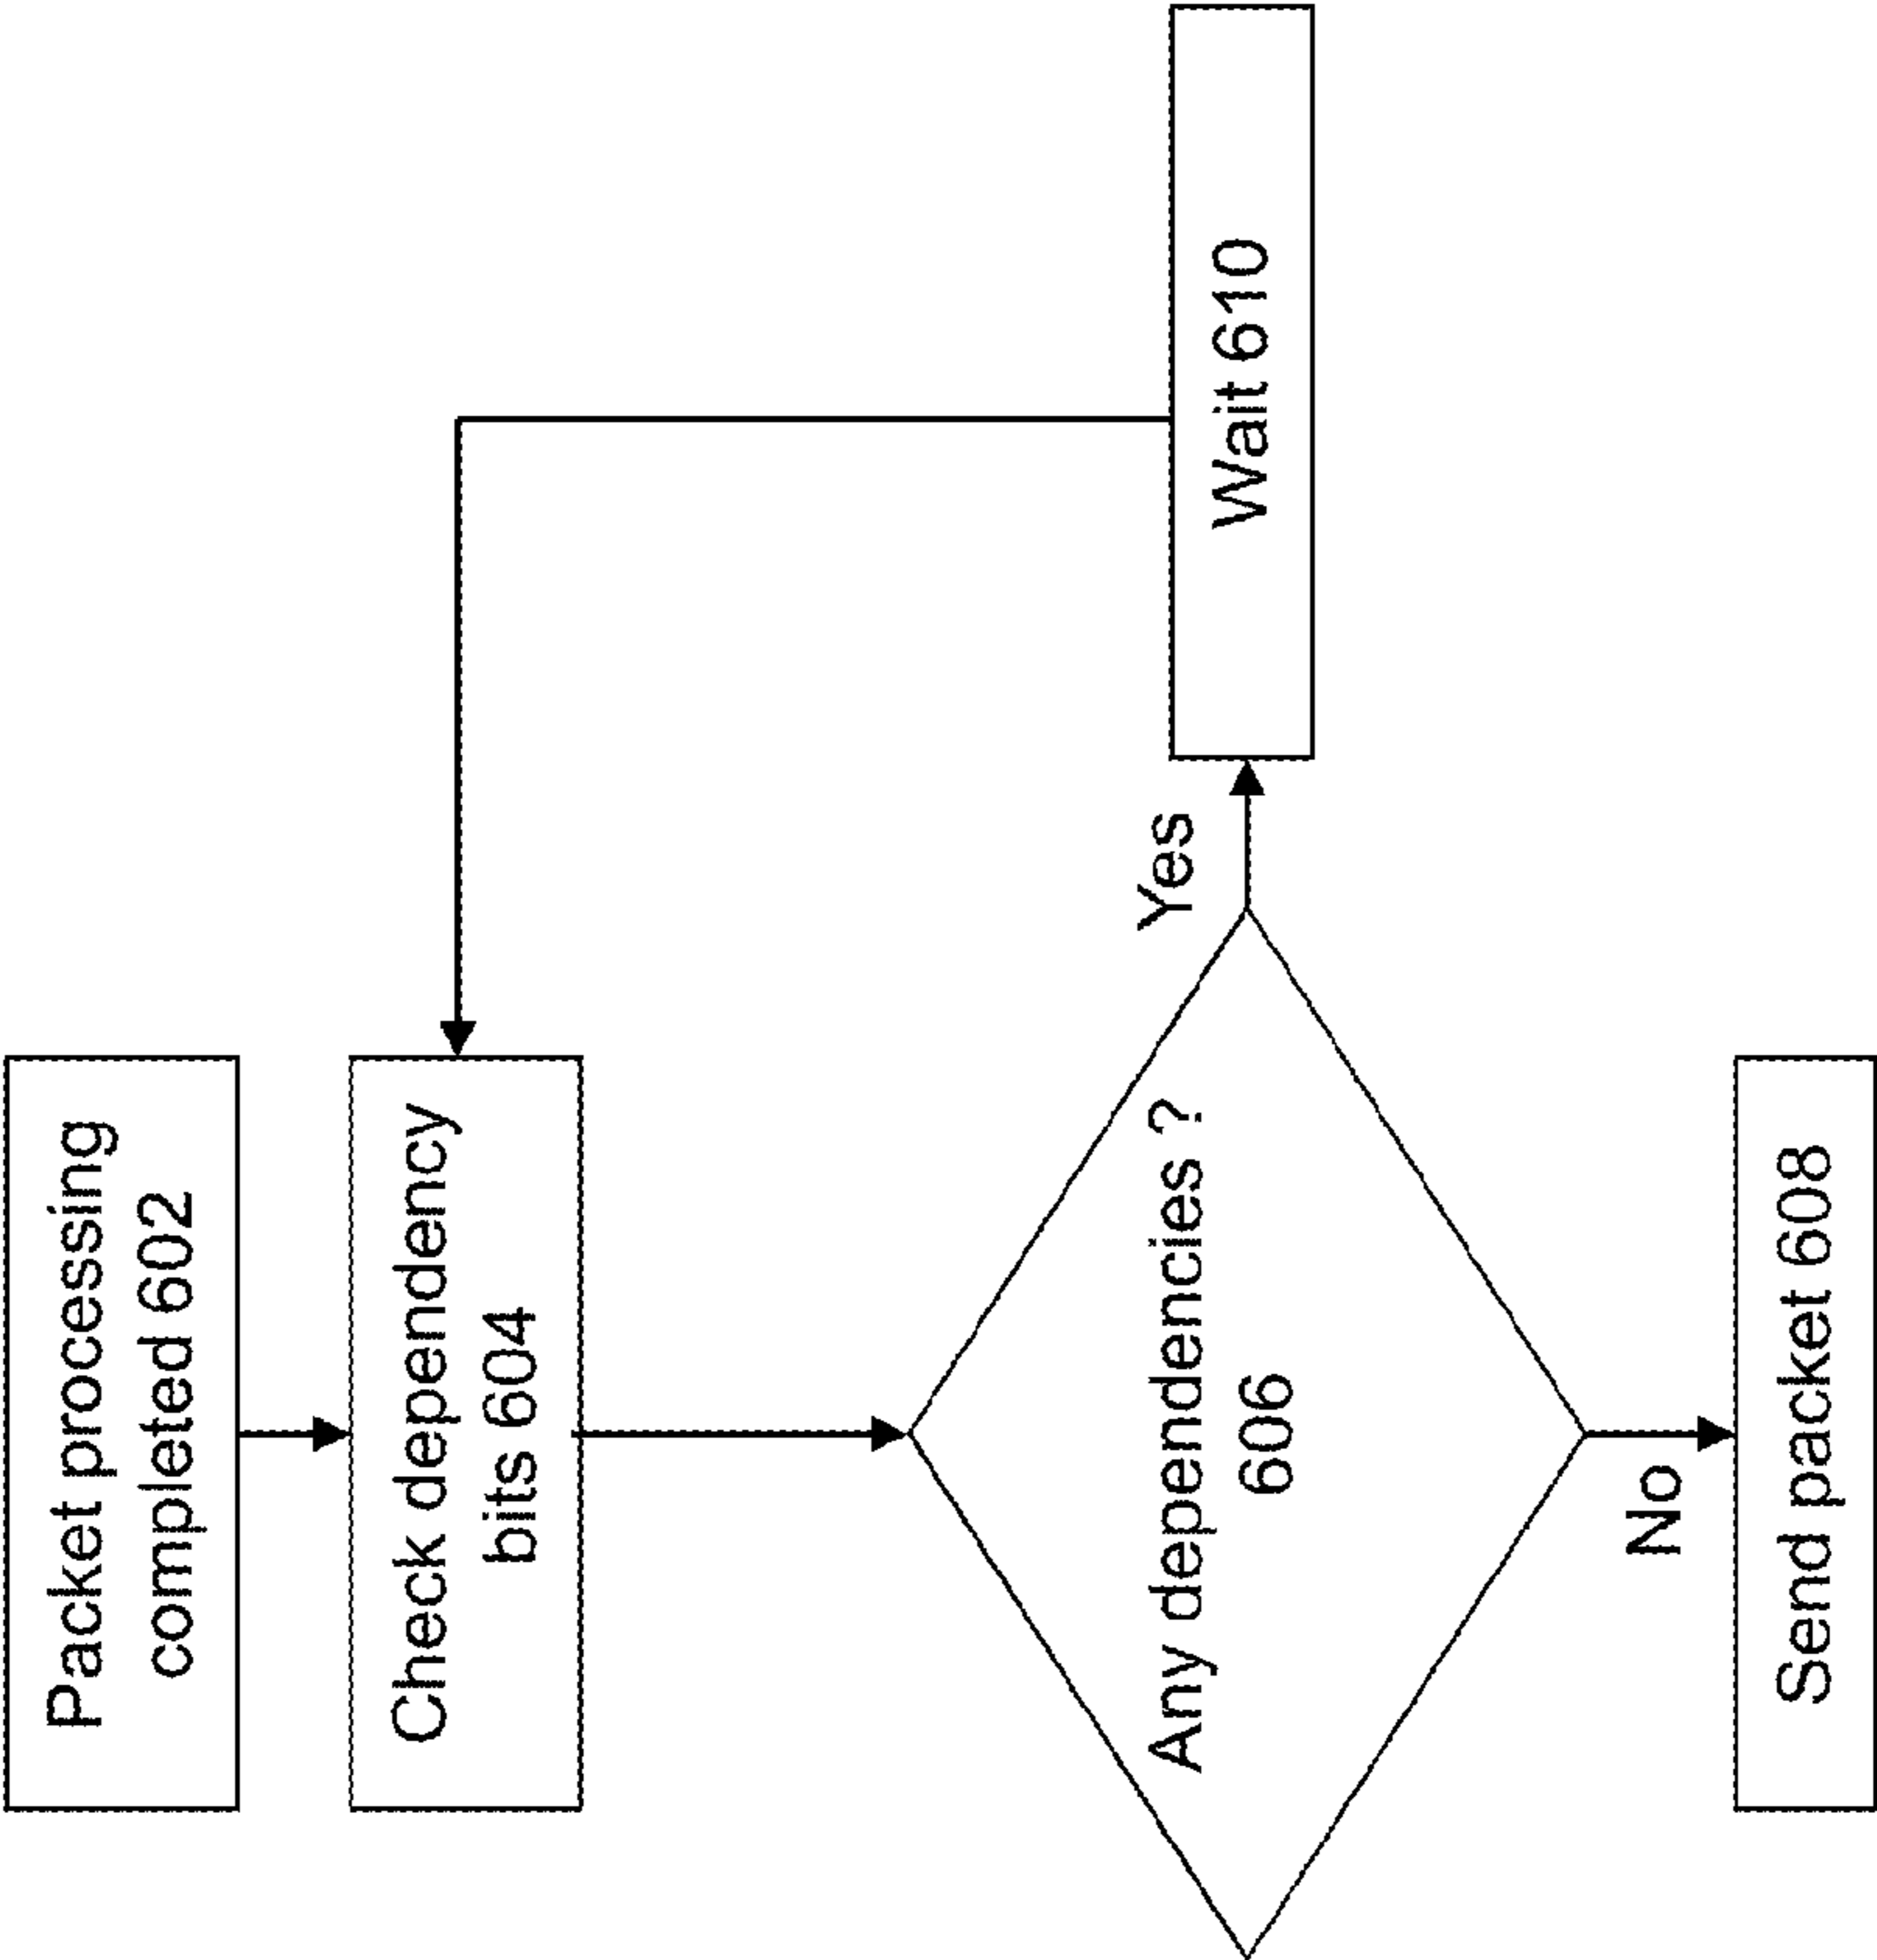 Packet processing
completed 602
Check dependency
bits 604
Any dependencies ?
606
Yes
Wait 610
No
Send packet 608